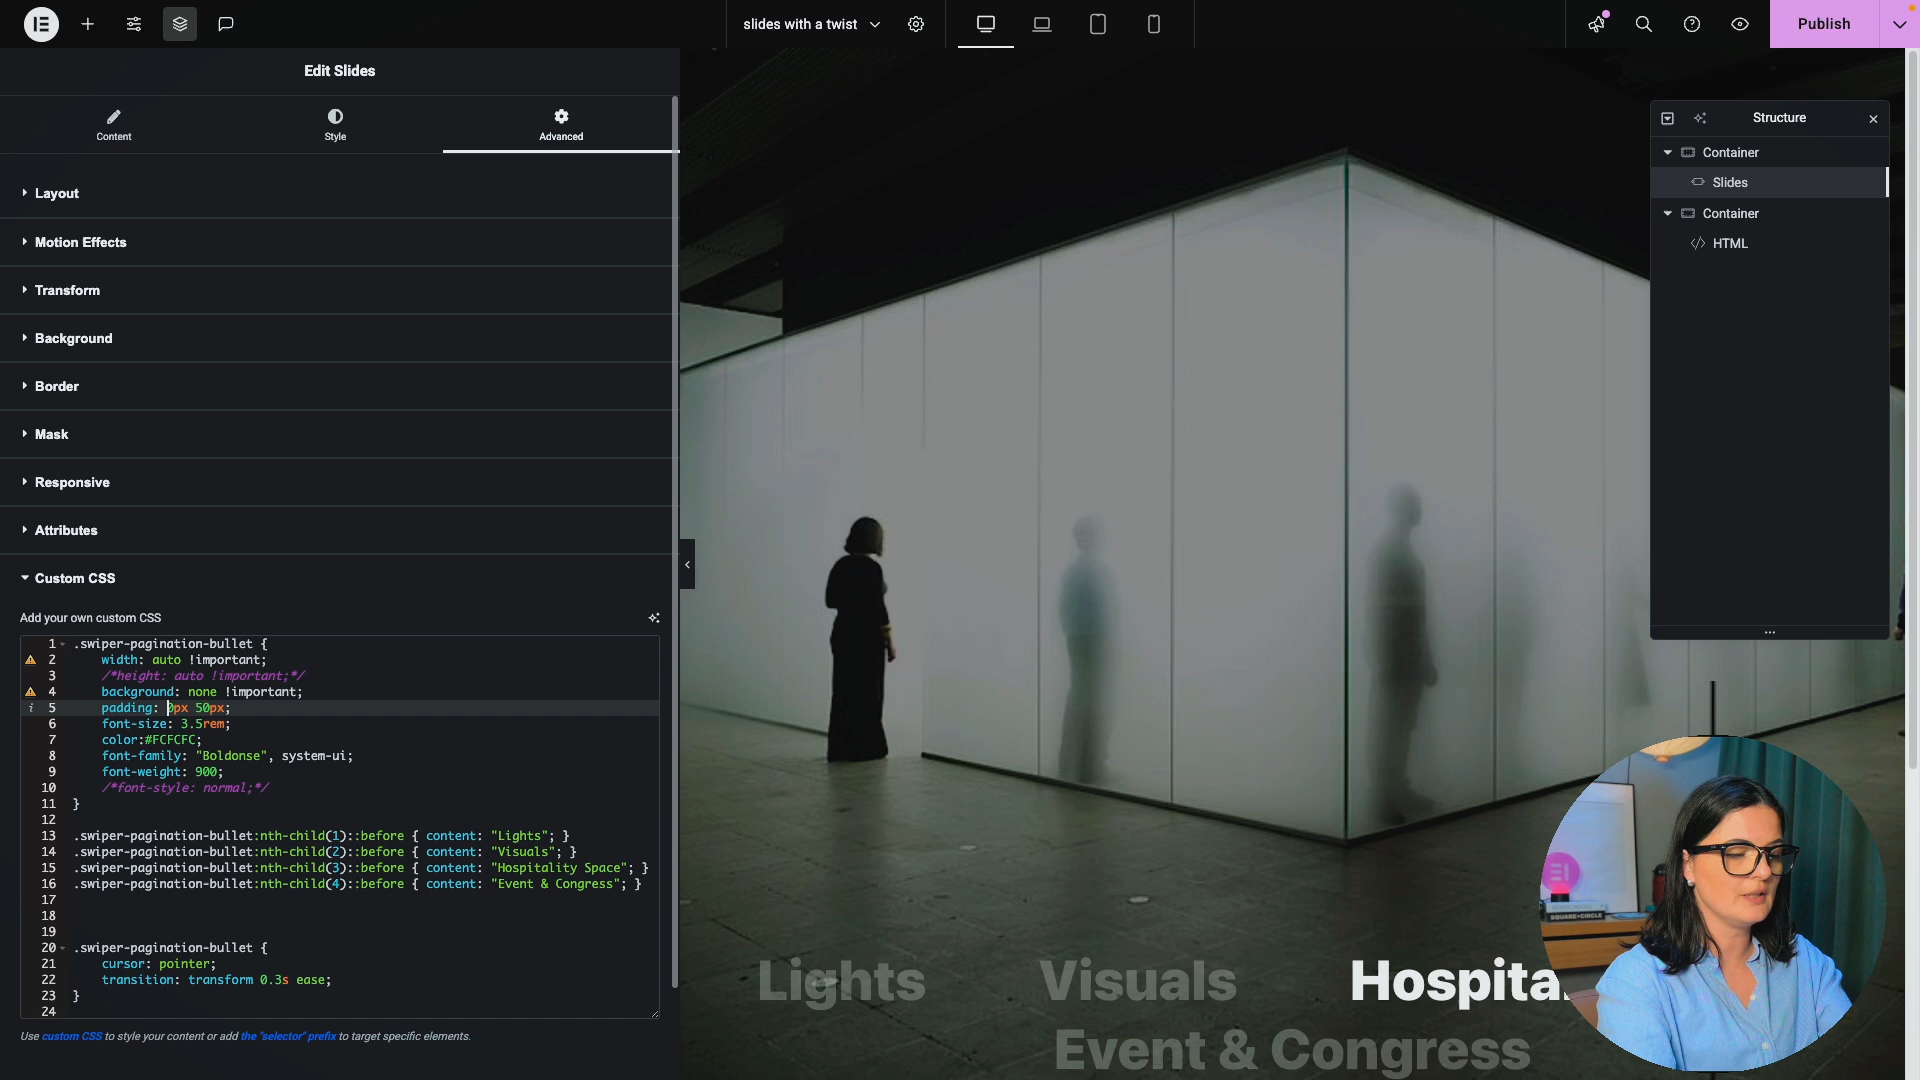 slides with a twist
Publish
Edit Slides
Content
Style
Advanced
Layout
Motion Effects
Transform
Background
Border
Mask
Responsive
Attributes
Custom CSS
Add your own custom CSS
1 .swiper-pagination-bullet {
2 width: auto !important;
3 /*height: auto !important;*/
4 background: none !important;
5 padding: 0px 50px;
6 font-size: 3.5rem;
7 color:#FCFCFC;
8 font-family: "Boldonse", system-ui;
9 font-weight: 900;
10 /*font-style: normal;*/
11 }
12
13 .swiper-pagination-bullet:nth-child(1)::before { content: "Lights"; }
14 .swiper-pagination-bullet:nth-child(2)::before { content: "Visuals"; }
15 .swiper-pagination-bullet:nth-child(3)::before { content: "Hospitality Space"; }
16 .swiper-pagination-bullet:nth-child(4)::before { content: "Event & Congress"; }
17
18
19
20 .swiper-pagination-bullet {
21 cursor: pointer;
22 transition: transform 0.3s ease;
23 }
24
Use custom CSS to style your content or add the "selector" prefix to target specific elements.
Structure
Container
Slides
Container
HTML
Lights
Visuals
Hospita
Event & Congress
SQUARE+CIRCLE